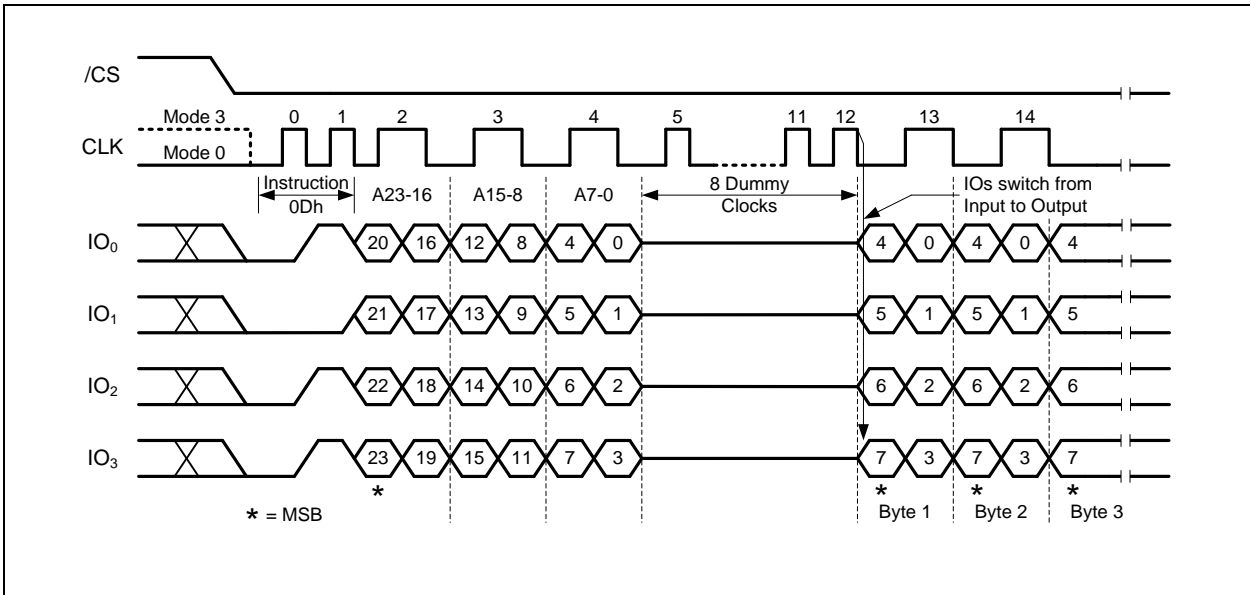 /CS
Mode 3 0 1 2 3 4 5 11 12 13 14
CLK
Mode 0
Instruction 0Dh A23-16 A15-8 A7-0 8 Dummy Clocks IOs switch from Input to Output
IO₀ 20 16 12 8 4 0 4 0 4 0 4
IO₁ 21 17 13 9 5 1 5 1 5 1 5
IO₂ 22 18 14 10 6 2 6 2 6 2 6
IO₃ 23 19 15 11 7 3 7 3 7 3 7
* * * *
* = MSB Byte 1 Byte 2 Byte 3